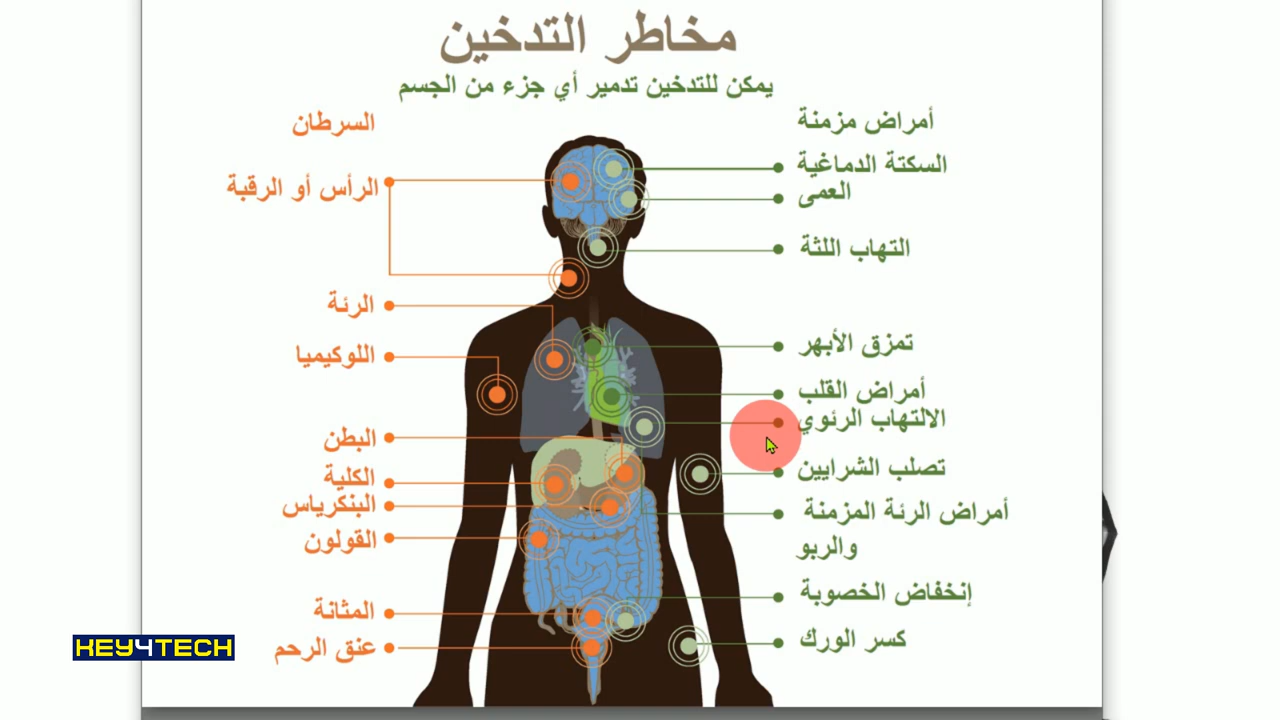 مخاطر التدخين
يمكن للتدخين تدمير أي جزء من الجسم
أمراض مزمنة
السكتة الدماغية
العمى
التهاب اللثة
تمزق الأبهر
أمراض القلب
الالتهاب الرئوي
تصلب الشرايين
أمراض الرئة المزمنة
والربو
إنخفاض الخصوبة
كسر الورك
السرطان
الرأس أو الرقبة
الرئة
اللوكيميا
البطن
الكلية
البنكرياس
القولون
المثانة
عنق الرحم
KEY4TECH